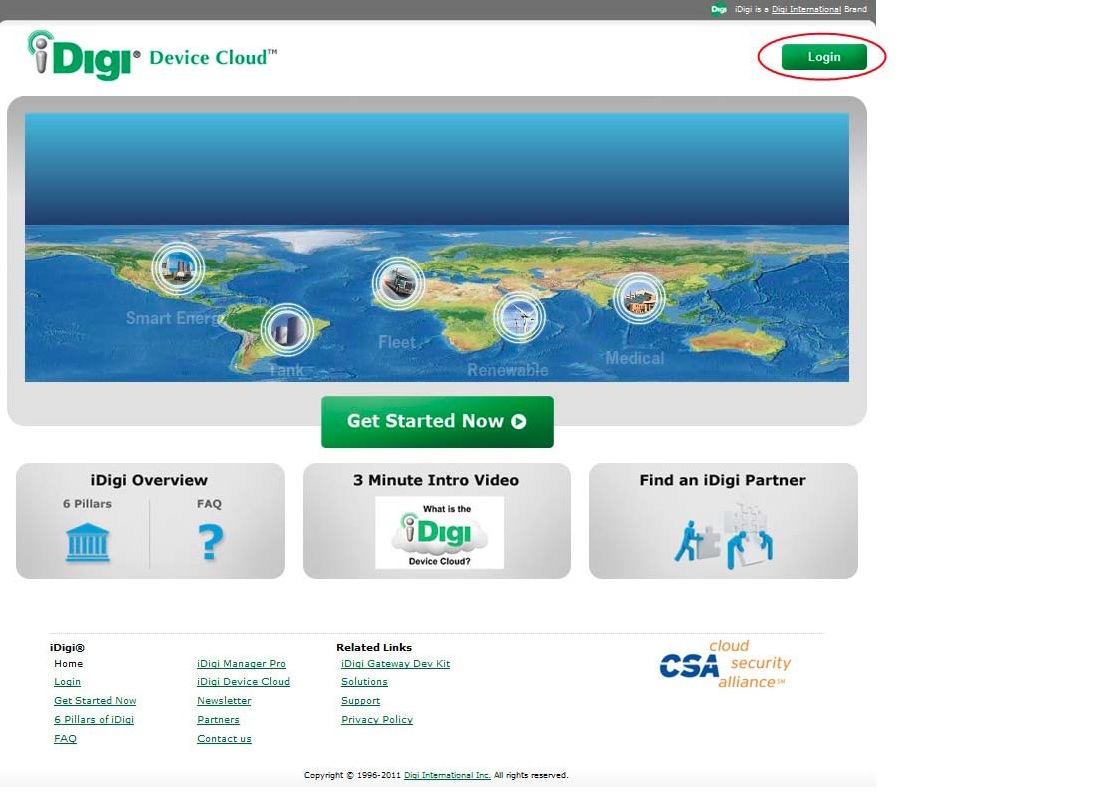 Digi iDigi is a Digi International Brand
iDigi® Device Cloud™
Login
Smart Energy
Tank
Fleet
Renewable
Medical
Get Started Now
iDigi Overview
6 Pillars
FAQ
?
3 Minute Intro Video
What is the
iDigi
Device Cloud?
Find an iDigi Partner
iDigi®
Home
Login
Get Started Now
6 Pillars of iDigi
FAQ
iDigi Manager Pro
iDigi Device Cloud
Newsletter
Partners
Contact us
Related Links
iDigi Gateway Dev Kit
Solutions
Support
Privacy Policy
CSA cloud security alliance℠
Copyright © 1996-2011 Digi International Inc. All rights reserved.